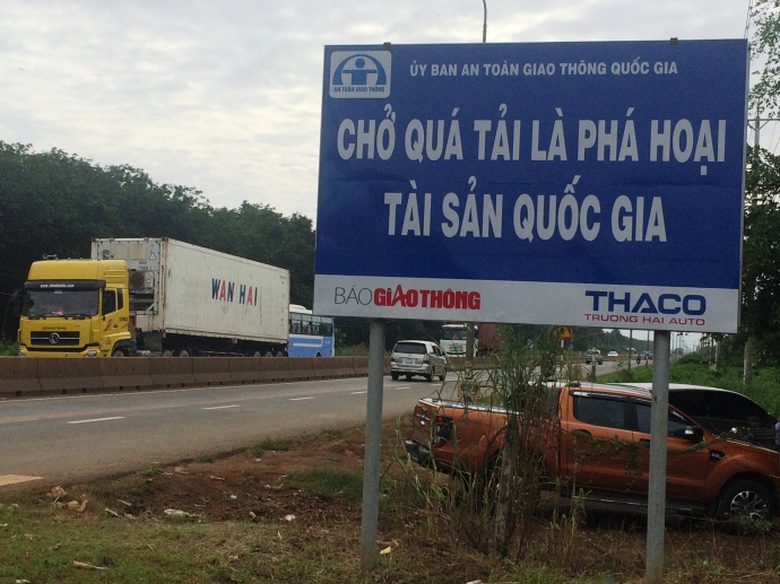 ỦY BAN AN TOÀN GIAO THÔNG QUỐC GIA
AN TOÀN GIAO THÔNG
CHỞ QUÁ TẢI LÀ PHÁ HOẠI
TÀI SẢN QUỐC GIA
BÁO GIAO THÔNG
THACO
TRUONG HAI AUTO
WAN HAI